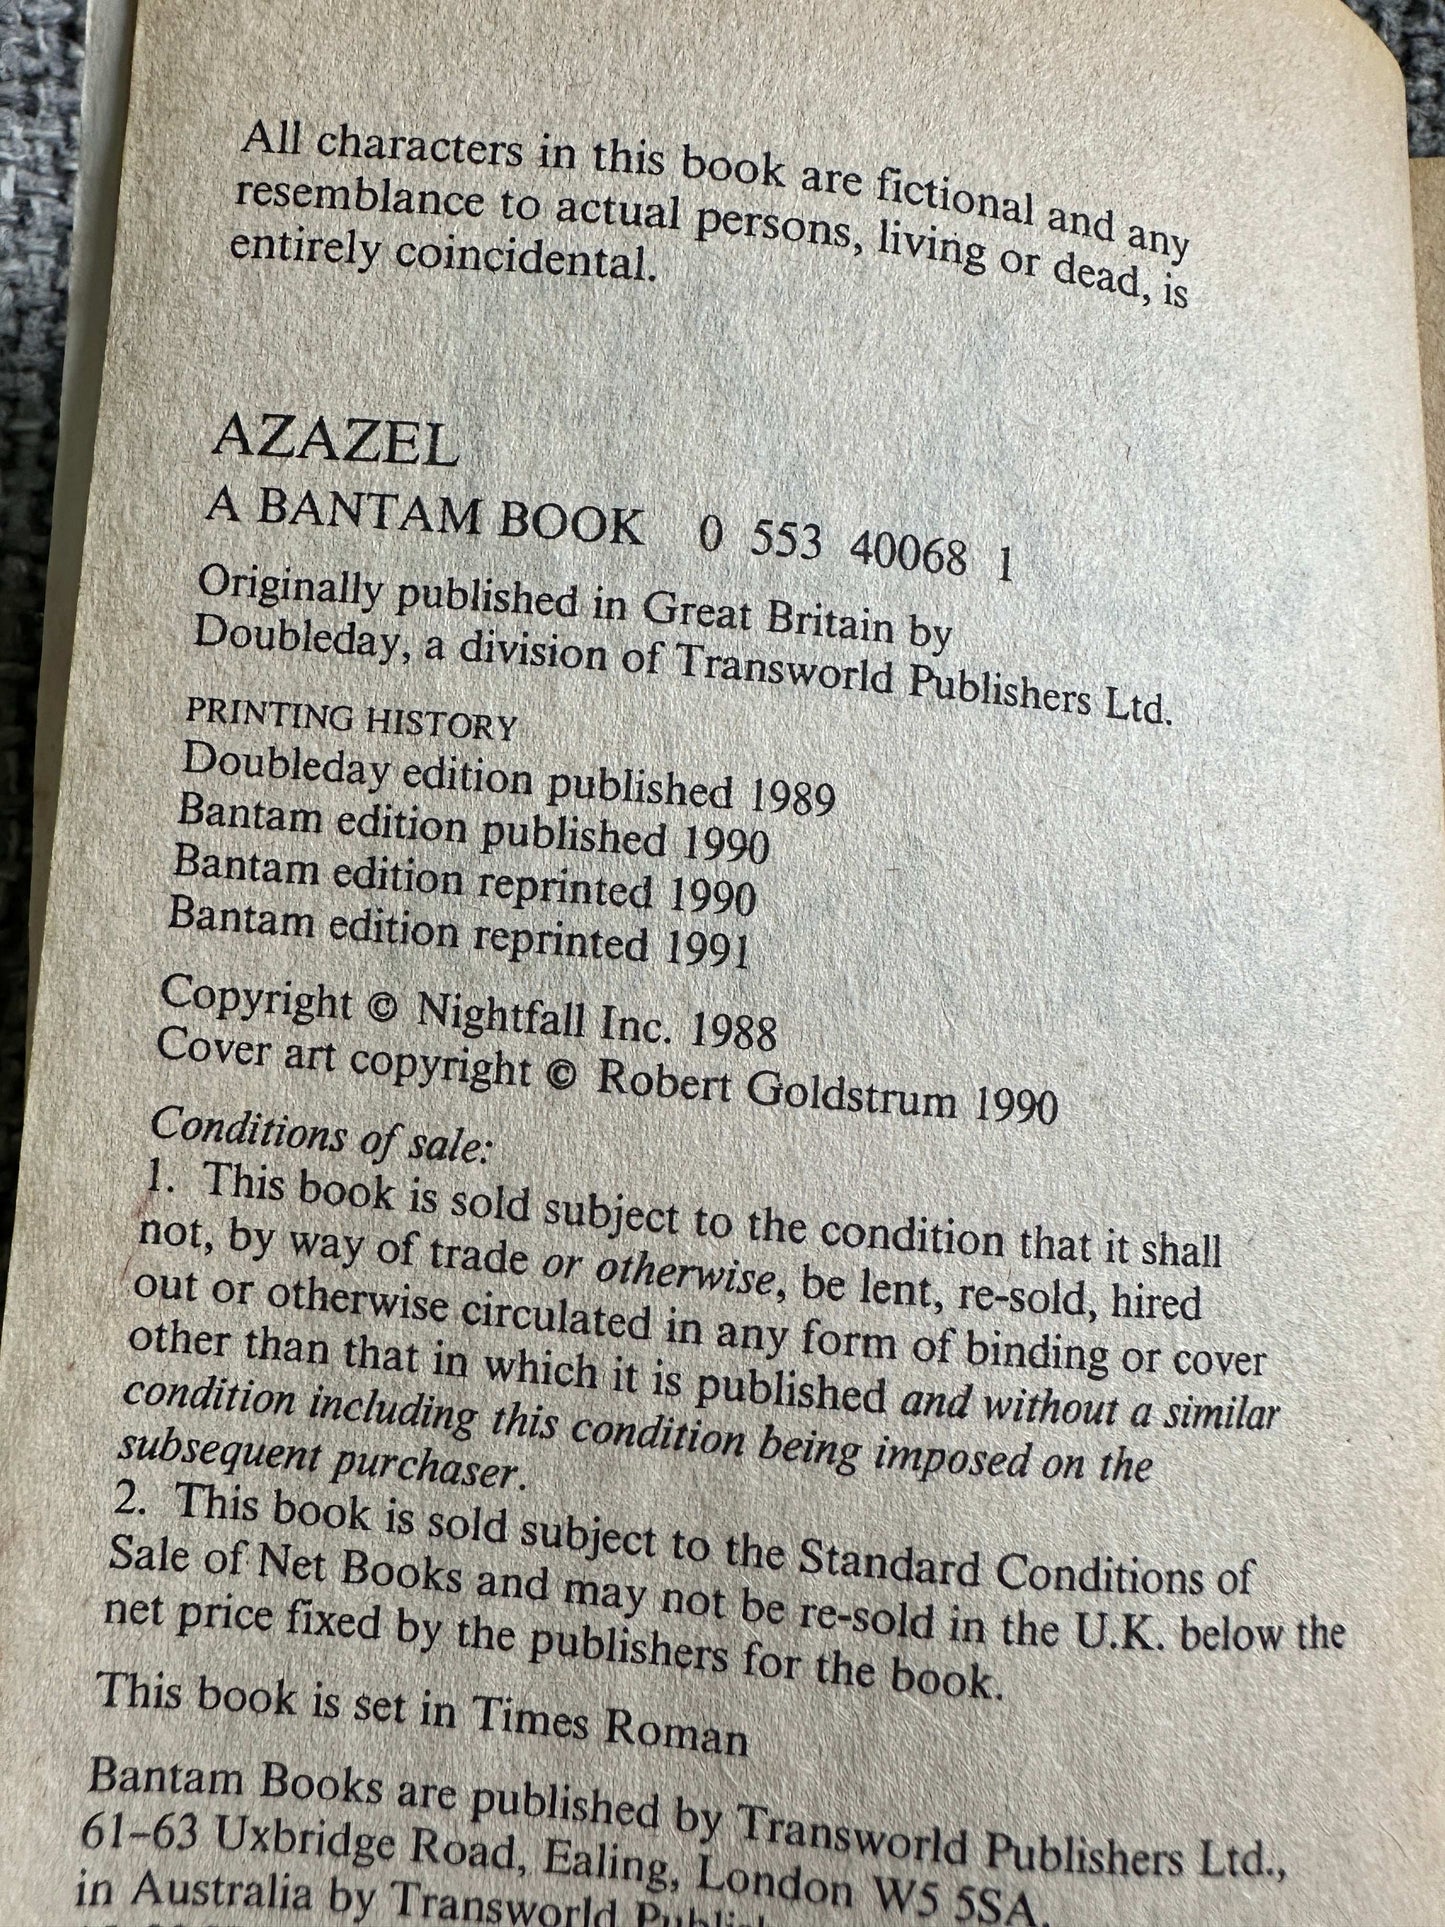 All characters in this book are fictional and any
resemblance to actual persons, living or dead, is
entirely coincidental.
AZAZEL
A BANTAM BOOK 0 553 40068 1
Originally published in Great Britain by
Doubleday, a division of Transworld Publishers Ltd.
PRINTING HISTORY
Doubleday edition published 1989
Bantam edition published 1990
Bantam edition reprinted 1990
Bantam edition reprinted 1991
Copyright © Nightfall Inc. 1988
Cover art copyright © Robert Goldstrum 1990
Conditions of sale:
1. This book is sold subject to the condition that it shall
not, by way of trade or otherwise, be lent, re-sold, hired
out or otherwise circulated in any form of binding or cover
other than that in which it is published and without a similar
condition including this condition being imposed on the
subsequent purchaser.
2. This book is sold subject to the Standard Conditions of
Sale of Net Books and may not be re-sold in the U.K. below the
net price fixed by the publishers for the book.
This book is set in Times Roman
Bantam Books are published by Transworld Publishers Ltd.,
61–63 Uxbridge Road, Ealing, London W5 5SA,
in Australia by Transworld